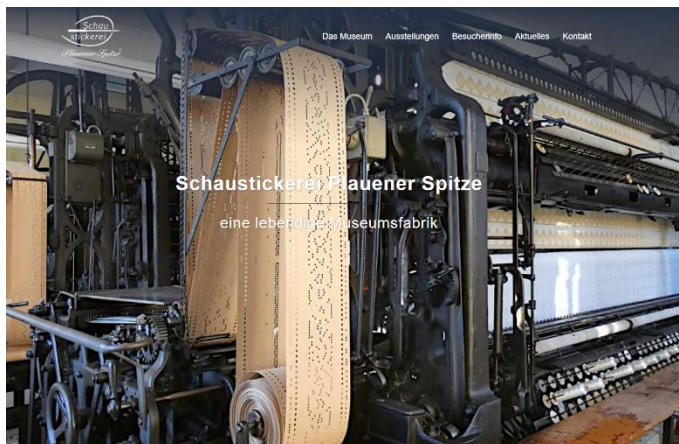 Schau
stickerei
Plauener Spitze
Das Museum Ausstellungen Besucherinfo Aktuelles Kontakt
Schaustickerei Plauener Spitze
eine lebendige Museumsfabrik